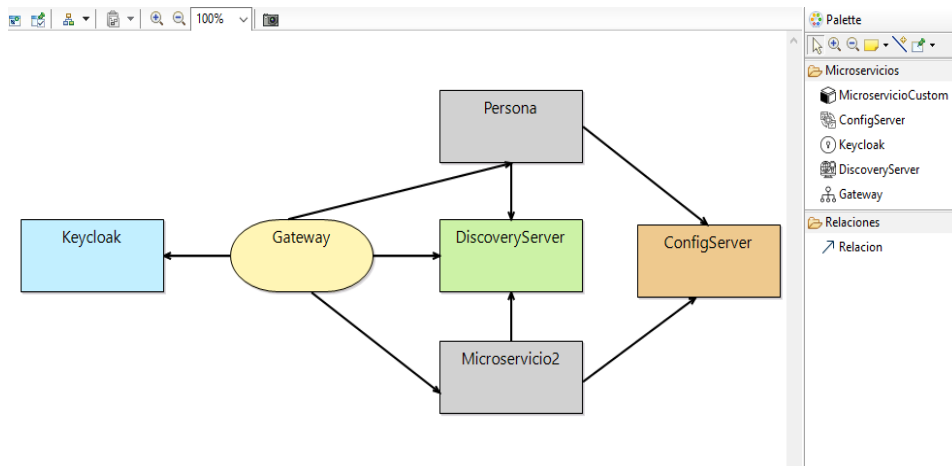 100%
Palette
Microservicios
MicroservicioCustom
ConfigServer
Keycloak
DiscoveryServer
Gateway
Relaciones
Relacion
Persona
Keycloak
Gateway
DiscoveryServer
ConfigServer
Microservicio2